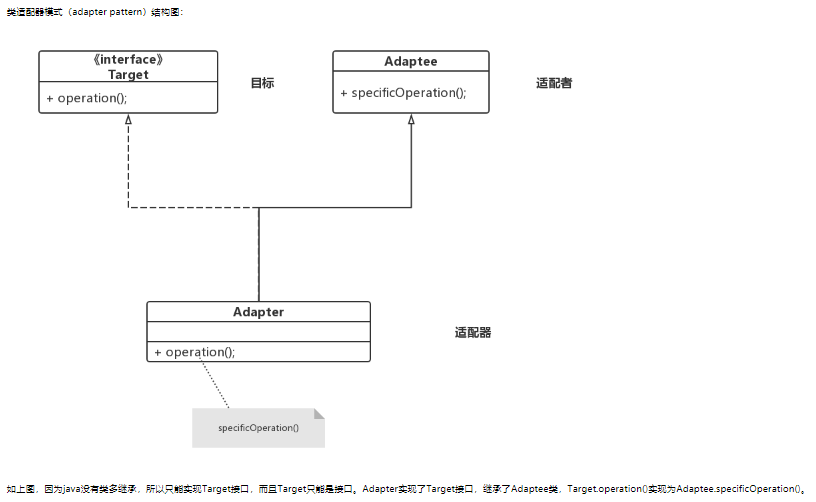 类适配器模式（adapter pattern）结构图：
《interface》
Target
+ operation();
目标
Adaptee
+ specificOperation();
适配者
Adapter
+ operation();
适配器
specificOperation()
如上图，因为java没有类多继承，所以只能实现Target接口，而且Target只能是接口。Adapter实现了Target接口，继承了Adaptee类，Target.operation()实现为Adaptee.specificOperation()。